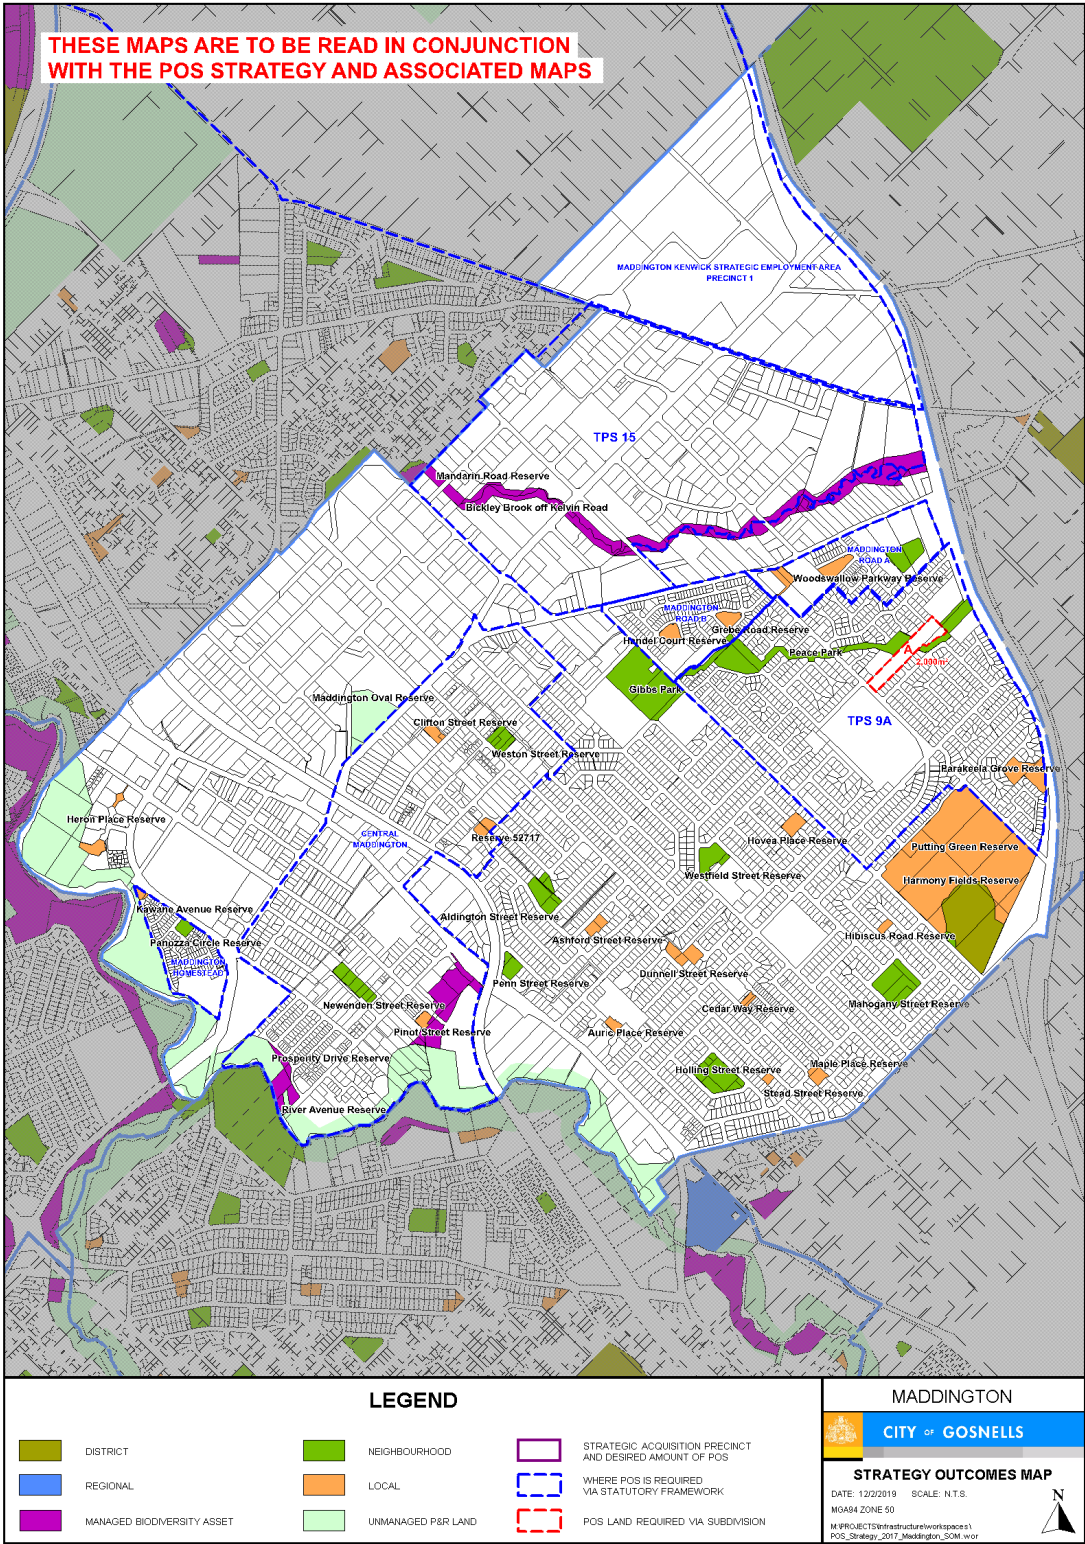 THESE MAPS ARE TO BE READ IN CONJUNCTION
WITH THE POS STRATEGY AND ASSOCIATED MAPS
MADDINGTON KENWICK STRATEGIC EMPLOYMENT AREA
PRECINCT 1
TPS 15
Mandarin Road Reserve
Bickley Brook off Kelvin Road
MADDINGTON
ROAD A
Woodswallow Parkway Reserve
MADDINGTON
ROAD B
Grebe Road Reserve
Handel Court Reserve
Peace Park
A
2,000m²
Gibbs Park
Maddington Oval Reserve
TPS 9A
Clifton Street Reserve
Weston Street Reserve
Parakeela Grove Reserve
Heron Place Reserve
CENTRAL
MADDINGTON
Reserve 52717
Hovea Place Reserve
Putting Green Reserve
Westfield Street Reserve
Harmony Fields Reserve
Kawane Avenue Reserve
Aldington Street Reserve
Panozza Circle Reserve
Ashford Street Reserve
Hibiscus Road Reserve
MADDINGTON
HOMESTEAD
Dunnell Street Reserve
Penn Street Reserve
Newenden Street Reserve
Cedar Way Reserve
Mahogany Street Reserve
Pinot Street Reserve
Auric Place Reserve
Prosperity Drive Reserve
Holling Street Reserve
Maple Place Reserve
Stead Street Reserve
River Avenue Reserve
LEGEND
DISTRICT
REGIONAL
MANAGED BIODIVERSITY ASSET
NEIGHBOURHOOD
LOCAL
UNMANAGED P&R LAND
STRATEGIC ACQUISITION PRECINCT
AND DESIRED AMOUNT OF POS
WHERE POS IS REQUIRED
VIA STATUTORY FRAMEWORK
POS LAND REQUIRED VIA SUBDIVISION
MADDINGTON
CITY OF GOSNELLS
STRATEGY OUTCOMES MAP
DATE: 12/2/2019 SCALE: N.T.S.
MGA94 ZONE 50
N
M:\PROJECTS\Infrastructure\workspaces\
POS_Strategy_2017_Maddington_SOM.wor